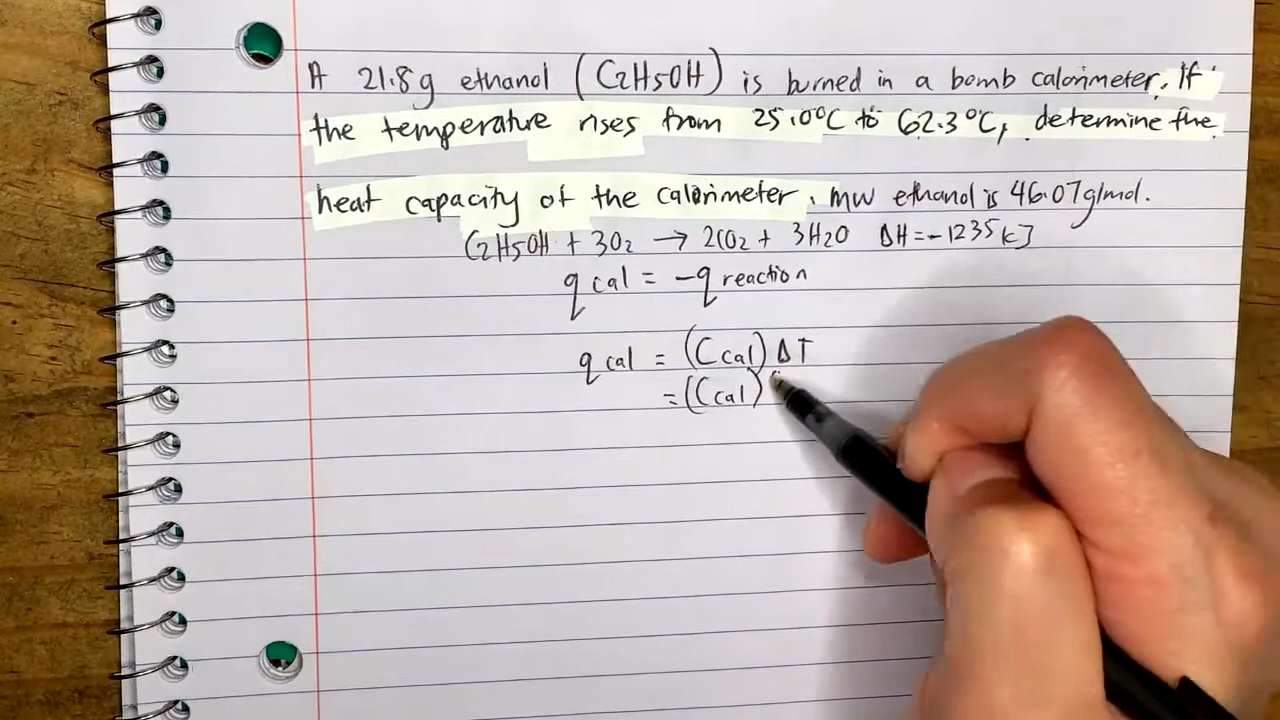 A 21.8g ethanol (C2H5OH) is burned in a bomb calorimeter. If
the temperature rises from 25.0°C to 62.3°C, determine the
heat capacity of the calorimeter. MW ethanol is 46.07g/mol.
C2H5OH + 3O2 → 2CO2 + 3H2O ΔH=-1235kJ
q cal = -q reaction
q cal = (Ccal) ΔT
= (Ccal)